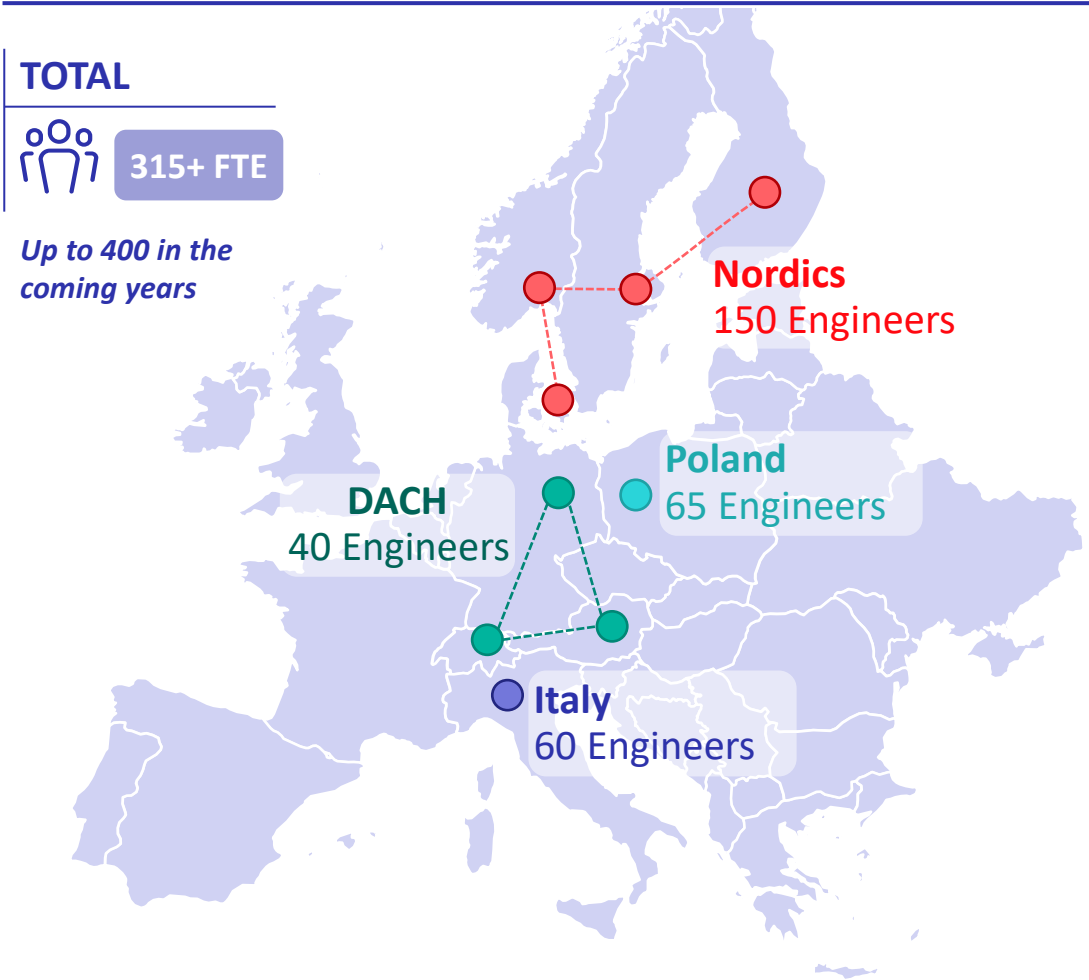 TOTAL
315+ FTE
Up to 400 in the
coming years
Nordics
150 Engineers
Poland
65 Engineers
DACH
40 Engineers
Italy
60 Engineers